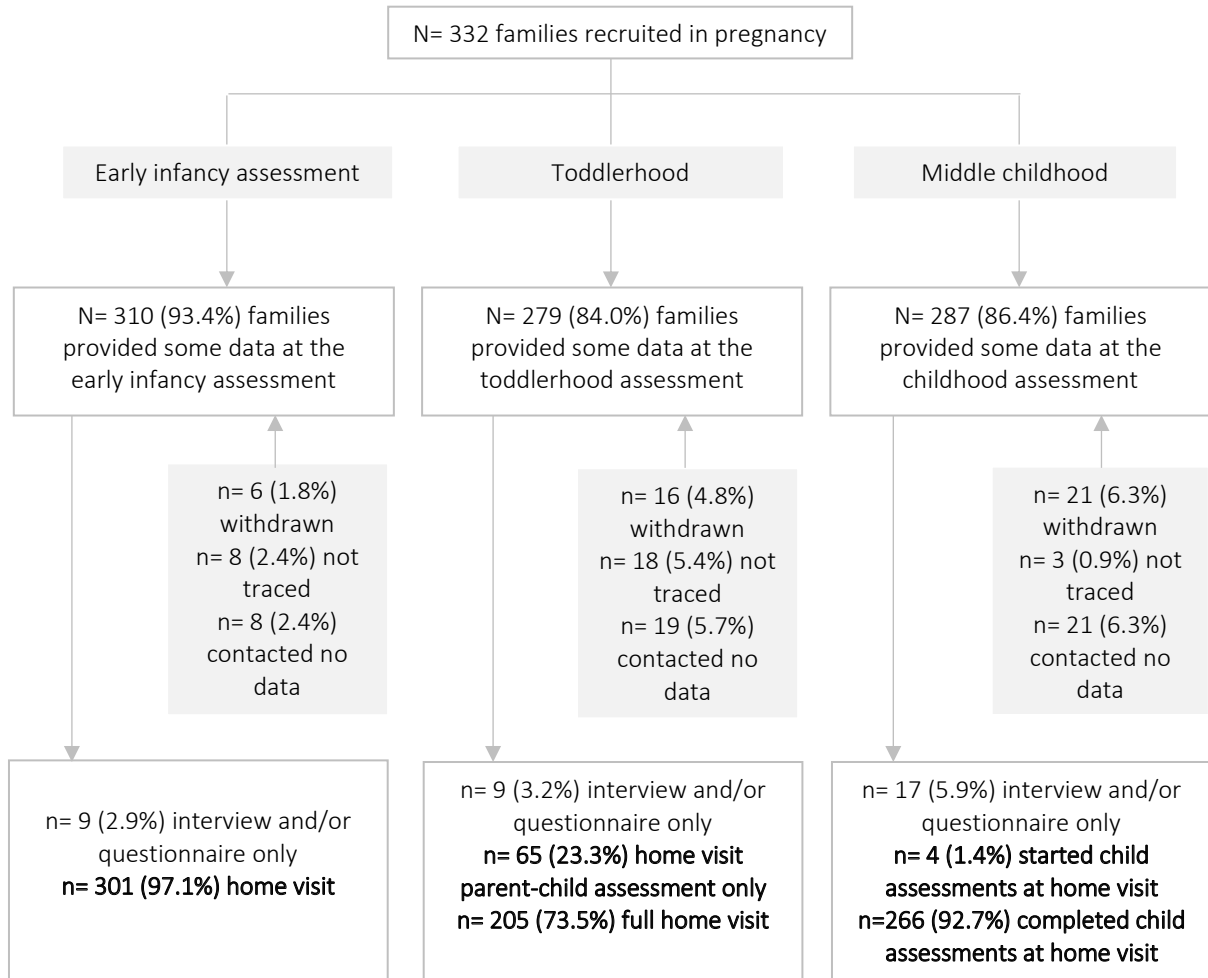 N= 332 families recruited in pregnancy
Early infancy assessment
Toddlerhood
Middle childhood
N= 310 (93.4%) families
provided some data at the
early infancy assessment
N= 279 (84.0%) families
provided some data at the
toddlerhood assessment
N= 287 (86.4%) families
provided some data at the
childhood assessment
n= 6 (1.8%)
withdrawn
n= 8 (2.4%) not
traced
n= 8 (2.4%)
contacted no
data
n= 16 (4.8%)
withdrawn
n= 18 (5.4%) not
traced
n= 19 (5.7%)
contacted no
data
n= 21 (6.3%)
withdrawn
n= 3 (0.9%) not
traced
n= 21 (6.3%)
contacted no
data
n= 9 (2.9%) interview and/or
questionnaire only
n= 301 (97.1%) home visit
n= 9 (3.2%) interview and/or
questionnaire only
n= 65 (23.3%) home visit
parent-child assessment only
n= 205 (73.5%) full home visit
n= 17 (5.9%) interview and/or
questionnaire only
n= 4 (1.4%) started child
assessments at home visit
n=266 (92.7%) completed child
assessments at home visit